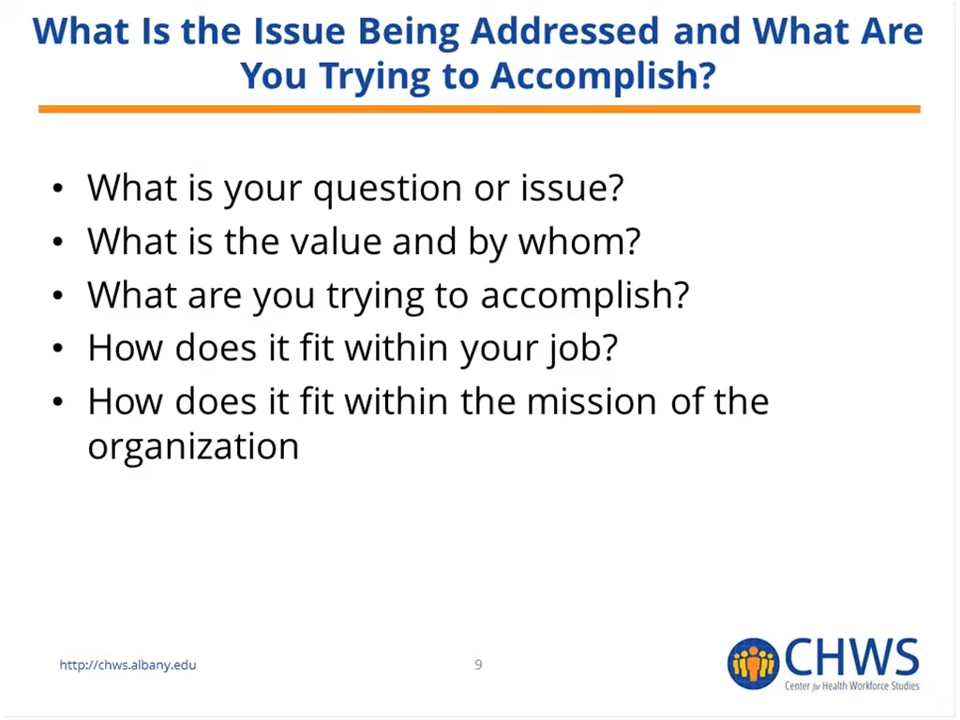 What Is the Issue Being Addressed and What Are
You Trying to Accomplish?
• What is your question or issue?
• What is the value and by whom?
• What are you trying to accomplish?
• How does it fit within your job?
• How does it fit within the mission of the
organization
http://chws.albany.edu
9
CHWS
Center for Health Workforce Studies